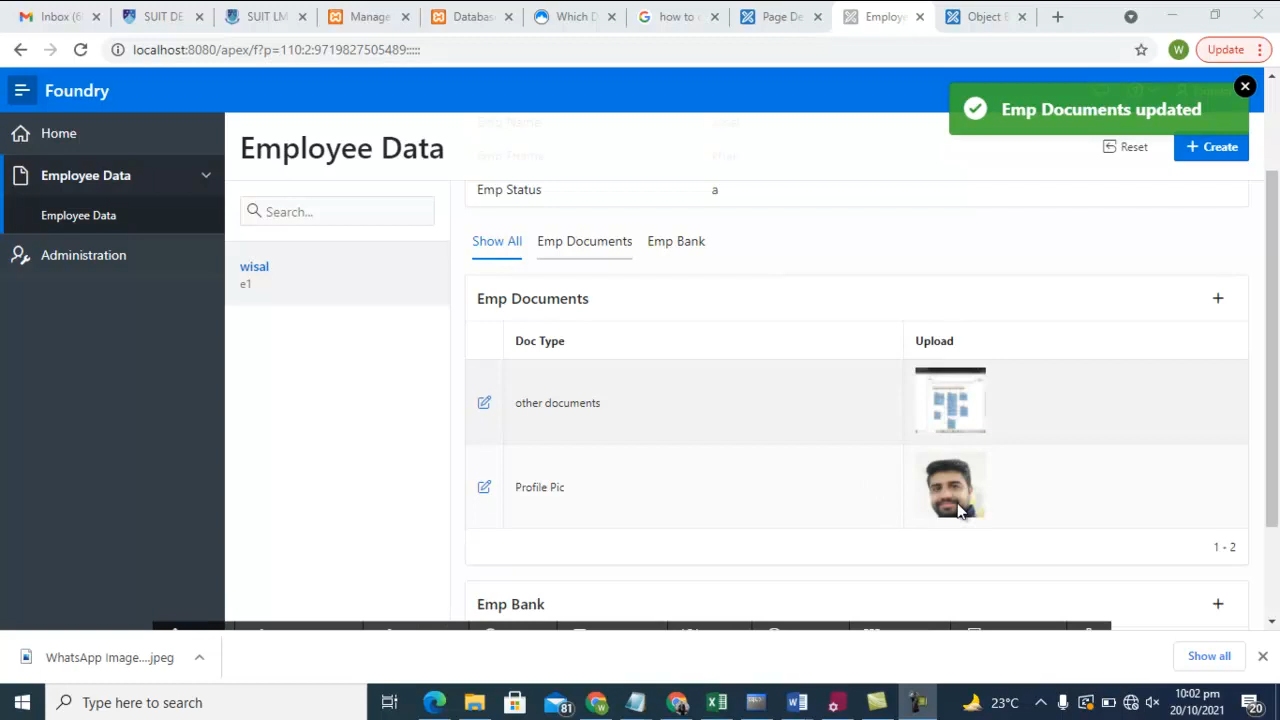 Inbox (6
SUIT DE
SUIT LM
Manage
Databas
Which D
how to c
Page De
Employe
Object E
localhost:8080/apex/f?p=110:2:9719827505489:::::
W
Update
Foundry
Emp Documents updated
Home
Employee Data
Employee Data
Administration
Employee Data
Reset
Create
Search...
wisal
e1
Emp Name
Emp Status
a
Show All
Emp Documents
Emp Bank
Emp Documents
Doc Type
Upload
other documents
Profile Pic
1 - 2
Emp Bank
WhatsApp Image....jpeg
Show all
Type here to search
81
23°C
10:02 pm
20/10/2021
20